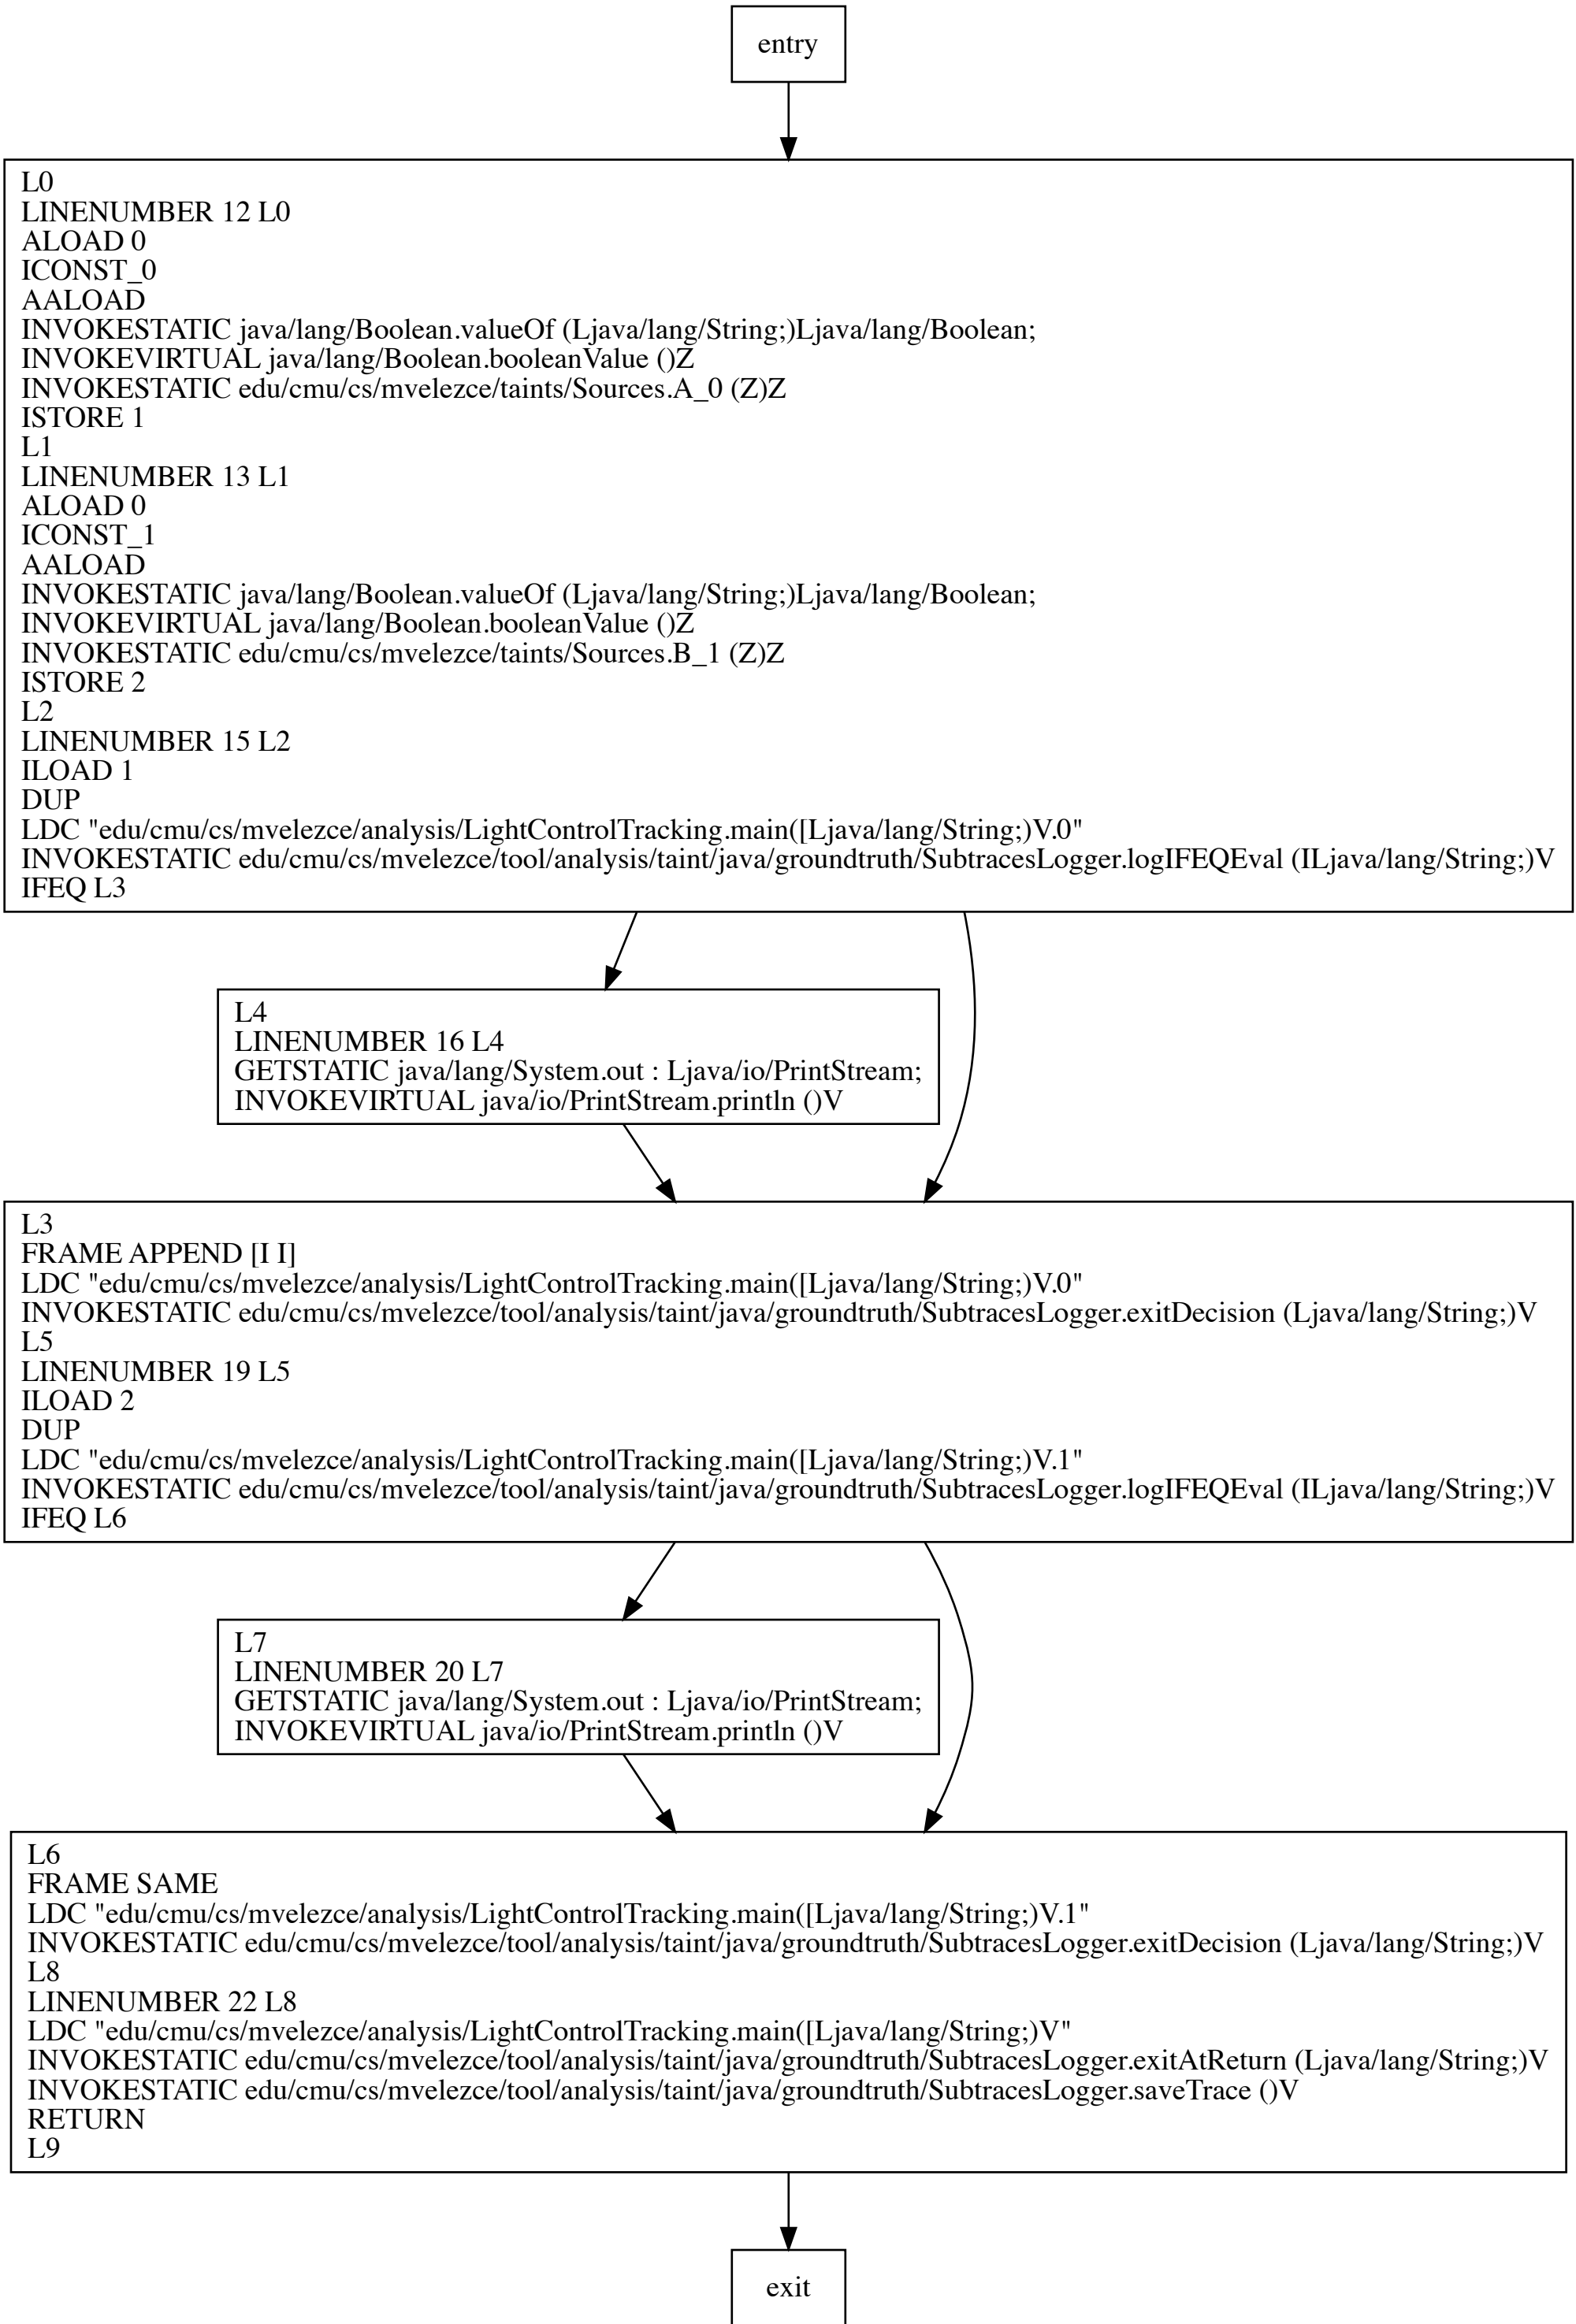 entry
L0
LINENUMBER 12 L0
ALOAD 0
ICONST_0
AALOAD
INVOKESTATIC java/lang/Boolean.valueOf (Ljava/lang/String;)Ljava/lang/Boolean;
INVOKEVIRTUAL java/lang/Boolean.booleanValue ()Z
INVOKESTATIC edu/cmu/cs/mvelezce/taints/Sources.A_0 (Z)Z
ISTORE 1
L1
LINENUMBER 13 L1
ALOAD 0
ICONST_1
AALOAD
INVOKESTATIC java/lang/Boolean.valueOf (Ljava/lang/String;)Ljava/lang/Boolean;
INVOKEVIRTUAL java/lang/Boolean.booleanValue ()Z
INVOKESTATIC edu/cmu/cs/mvelezce/taints/Sources.B_1 (Z)Z
ISTORE 2
L2
LINENUMBER 15 L2
ILOAD 1
DUP
LDC "edu/cmu/cs/mvelezce/analysis/LightControlTracking.main([Ljava/lang/String;)V.0"
INVOKESTATIC edu/cmu/cs/mvelezce/tool/analysis/taint/java/groundtruth/SubtracesLogger.logIFEQEval (ILjava/lang/String;)V
IFEQ L3
L4
LINENUMBER 16 L4
GETSTATIC java/lang/System.out : Ljava/io/PrintStream;
INVOKEVIRTUAL java/io/PrintStream.println ()V
L3
FRAME APPEND [I I]
LDC "edu/cmu/cs/mvelezce/analysis/LightControlTracking.main([Ljava/lang/String;)V.0"
INVOKESTATIC edu/cmu/cs/mvelezce/tool/analysis/taint/java/groundtruth/SubtracesLogger.exitDecision (Ljava/lang/String;)V
L5
LINENUMBER 19 L5
ILOAD 2
DUP
LDC "edu/cmu/cs/mvelezce/analysis/LightControlTracking.main([Ljava/lang/String;)V.1"
INVOKESTATIC edu/cmu/cs/mvelezce/tool/analysis/taint/java/groundtruth/SubtracesLogger.logIFEQEval (ILjava/lang/String;)V
IFEQ L6
L7
LINENUMBER 20 L7
GETSTATIC java/lang/System.out : Ljava/io/PrintStream;
INVOKEVIRTUAL java/io/PrintStream.println ()V
L6
FRAME SAME
LDC "edu/cmu/cs/mvelezce/analysis/LightControlTracking.main([Ljava/lang/String;)V.1"
INVOKESTATIC edu/cmu/cs/mvelezce/tool/analysis/taint/java/groundtruth/SubtracesLogger.exitDecision (Ljava/lang/String;)V
L8
LINENUMBER 22 L8
LDC "edu/cmu/cs/mvelezce/analysis/LightControlTracking.main([Ljava/lang/String;)V"
INVOKESTATIC edu/cmu/cs/mvelezce/tool/analysis/taint/java/groundtruth/SubtracesLogger.exitAtReturn (Ljava/lang/String;)V
INVOKESTATIC edu/cmu/cs/mvelezce/tool/analysis/taint/java/groundtruth/SubtracesLogger.saveTrace ()V
RETURN
L9
exit